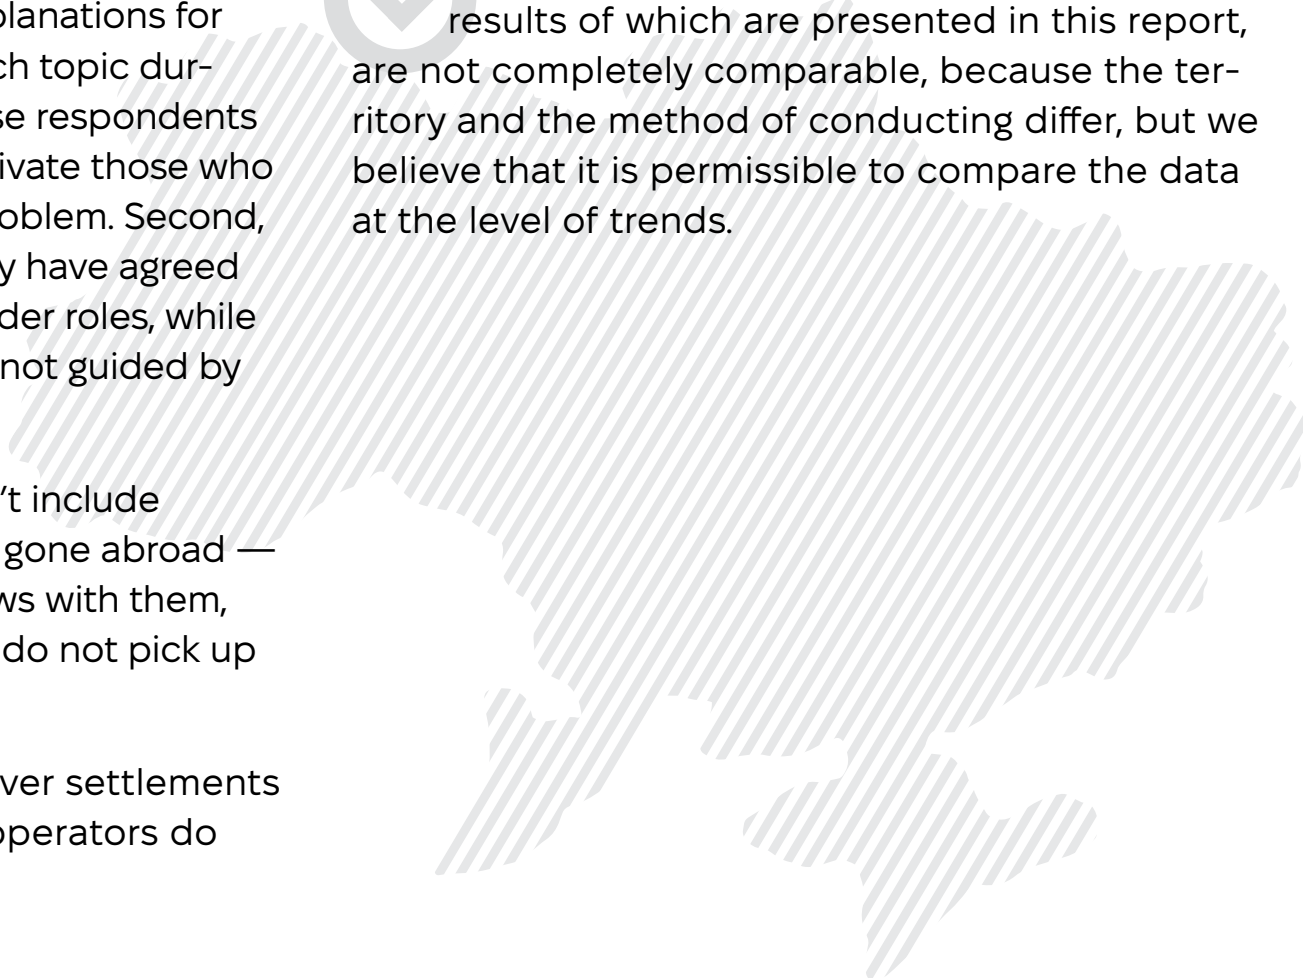 planations for
ch topic dur-
se respondents
ivate those who
oblem. Second,
y have agreed
der roles, while
not guided by
't include
gone abroad —
ws with them,
do not pick up
ver settlements
operators do
results of which are presented in this report,
are not completely comparable, because the ter-
ritory and the method of conducting differ, but we
believe that it is permissible to compare the data
at the level of trends.